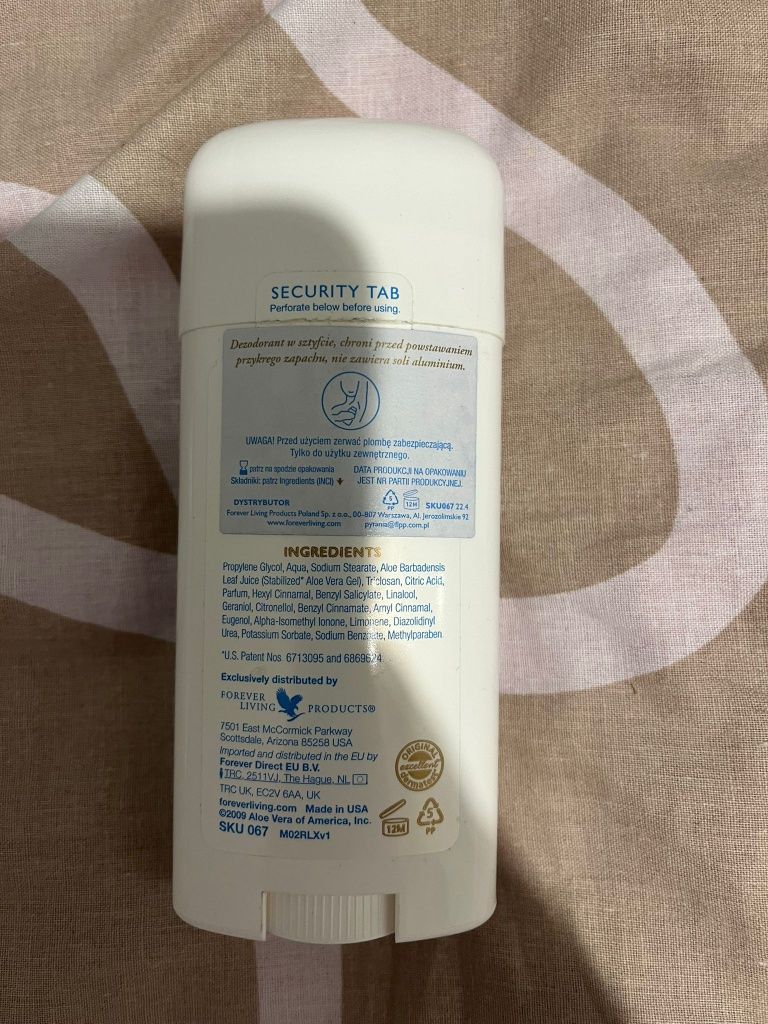 SECURITY TAB
Perforate below before using.
Dezodorant w sztyfcie, chroni przed powstawaniem
przykrego zapachu, nie zawiera soli aluminium.
UWAGA! Przed użyciem zerwać plombę zabezpieczającą.
Tylko do użytku zewnętrznego.
patrz na spodzie opakowania
Składniki: patrz Ingredients (INCI)
DATA PRODUKCJI NA OPAKOWANIU
JEST NR PARTII PRODUKCYJNEJ.
DYSTRYBUTOR
5 PP 12M SKU067 22.4
Forever Living Products Poland Sp. z o.o., 00-807 Warszawa, Al. Jerozolimskie 92
www.foreverliving.com pytania@flpp.com.pl
INGREDIENTS
Propylene Glycol, Aqua, Sodium Stearate, Aloe Barbadensis
Leaf Juice (Stabilized* Aloe Vera Gel), Triclosan, Citric Acid,
Parfum, Hexyl Cinnamal, Benzyl Salicylate, Linalool,
Geraniol, Citronellol, Benzyl Cinnamate, Amyl Cinnamal,
Eugenol, Alpha-Isomethyl Ionone, Limonene, Diazolidinyl
Urea, Potassium Sorbate, Sodium Benzoate, Methylparaben.
*U.S. Patent Nos. 6713095 and 6869624
Exclusively distributed by
FOREVER
LIVING PRODUCTS®
7501 East McCormick Parkway
Scottsdale, Arizona 85258 USA
Imported and distributed in the EU by
Forever Direct EU B.V.
TRC, 2511VJ, The Hague, NL
TRC UK, EC2V 6AA, UK
foreverliving.com Made in USA
©2009 Aloe Vera of America, Inc.
SKU 067 M02RLXv1
ORIGINAL
excellent
dermatest
12M
5
PP